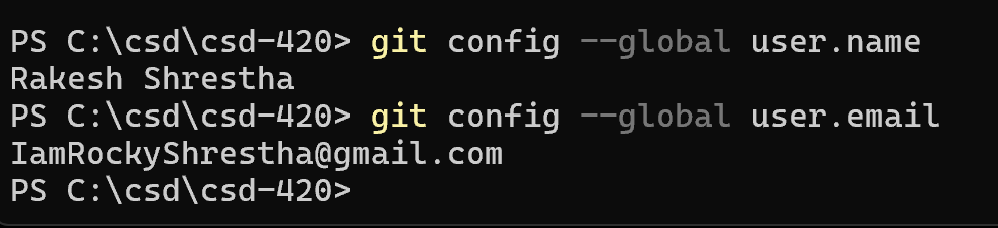 PS C:\csd\csd-420> git config --global user.name
Rakesh Shrestha
PS C:\csd\csd-420> git config --global user.email
IamRockyShrestha@gmail.com
PS C:\csd\csd-420>